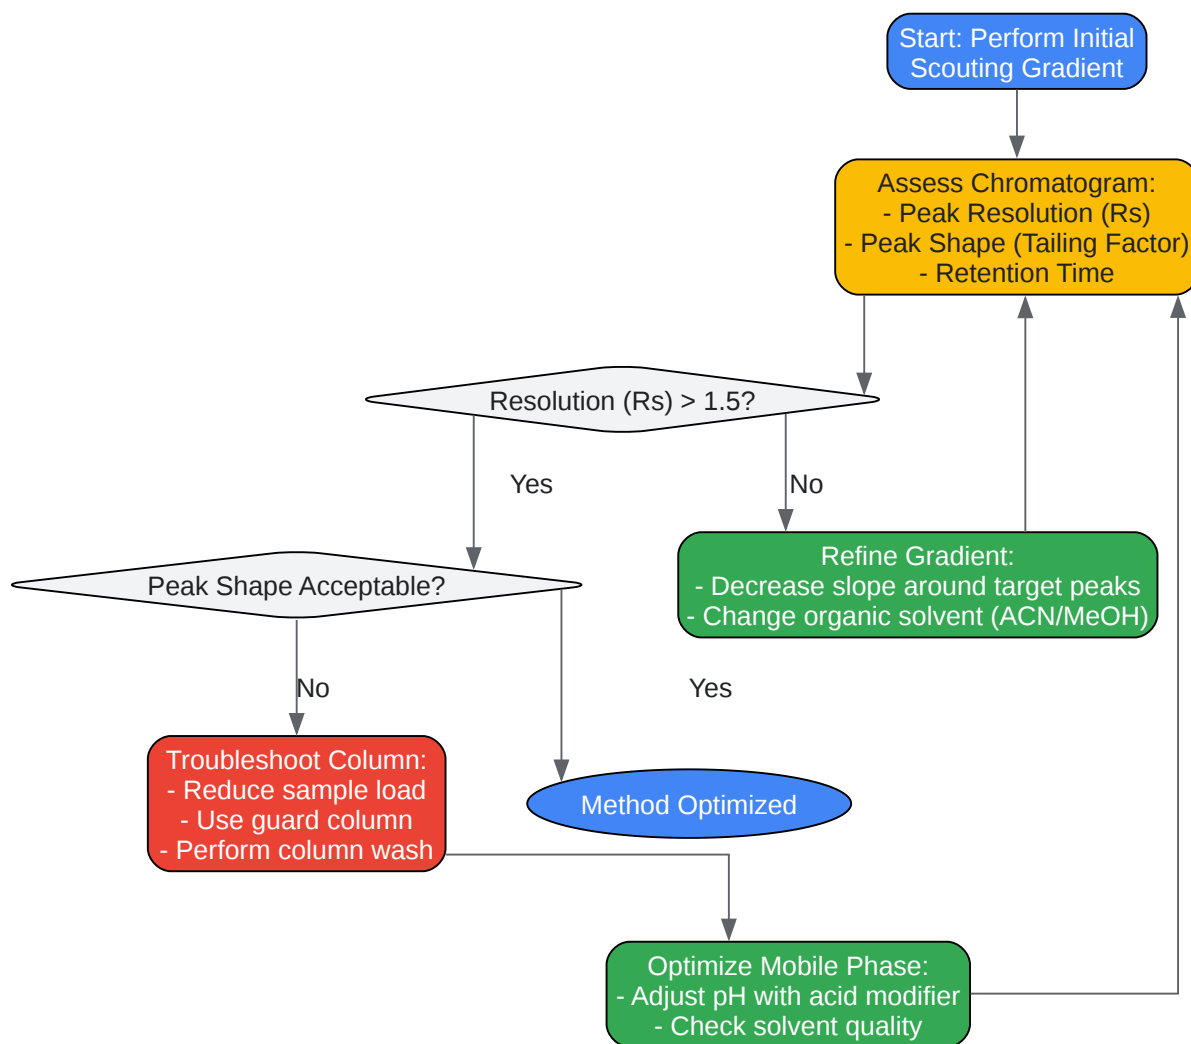 Start: Perform Initial
Scouting Gradient
Assess Chromatogram:
- Peak Resolution (Rs)
- Peak Shape (Tailing Factor)
- Retention Time
Resolution (Rs) > 1.5?
Yes
No
Peak Shape Acceptable?
Refine Gradient:
- Decrease slope around target peaks
- Change organic solvent (ACN/MeOH)
No
Yes
Troubleshoot Column:
- Reduce sample load
- Use guard column
- Perform column wash
Method Optimized
Optimize Mobile Phase:
- Adjust pH with acid modifier
- Check solvent quality